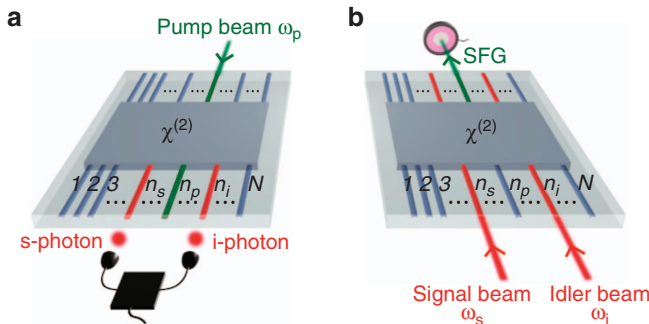 a
Pump beam ωp
...
...
...
χ(2)
1 2 3 ns np ni N
... ... ... ...
s-photon
i-photon
b
SFG
...
...
...
χ(2)
1 2 3 ns np ni N
... ... ... ...
Signal beam
ωs
Idler beam
ωi